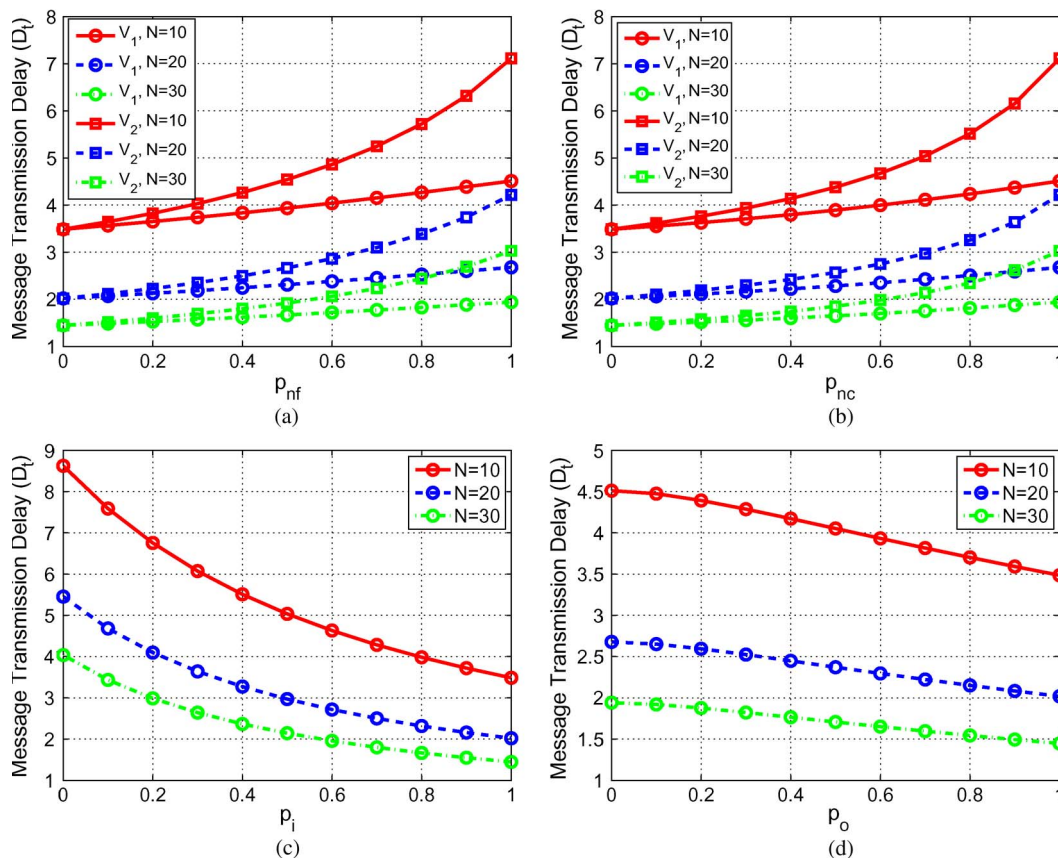 Message Transmission Delay (D_t)
8
7
6
5
4
3
2
1
V_1, N=10
V_1, N=20
V_1, N=30
V_2, N=10
V_2, N=20
V_2, N=30
0 0.2 0.4 0.6 0.8 1
p_nf
(a)
Message Transmission Delay (D_t)
8
7
6
5
4
3
2
1
V_1, N=10
V_1, N=20
V_1, N=30
V_2, N=10
V_2, N=20
V_2, N=30
0 0.2 0.4 0.6 0.8 1
p_nc
(b)
Message Transmission Delay (D_t)
9
8
7
6
5
4
3
2
1
N=10
N=20
N=30
0 0.2 0.4 0.6 0.8 1
p_i
(c)
Message Transmission Delay (D_t)
5
4.5
4
3.5
3
2.5
2
1.5
1
N=10
N=20
N=30
0 0.2 0.4 0.6 0.8 1
p_o
(d)